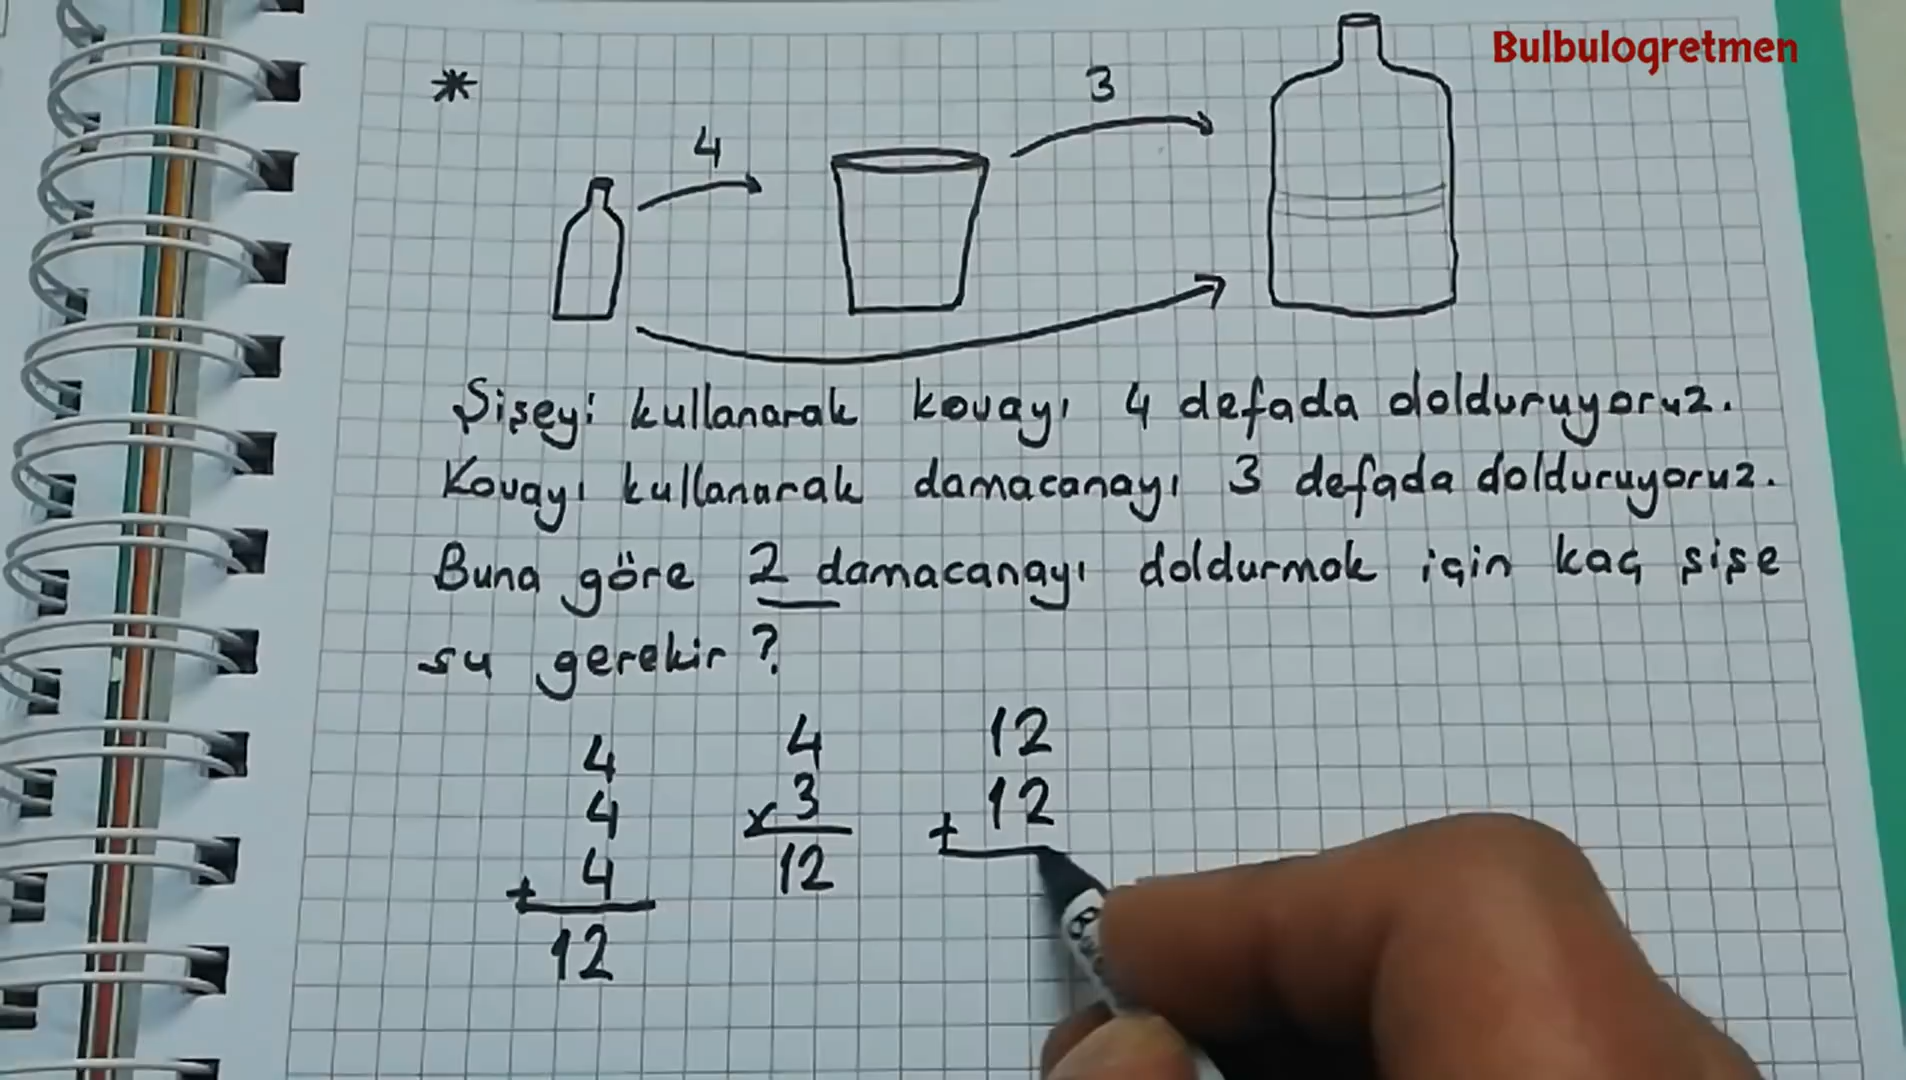 Bulbulogretmen
*
4
3
Şişeyi kullanarak kovayı 4 defada dolduruyoruz.
Kovayı kullanarak damacanayı 3 defada dolduruyoruz.
Buna göre 2 damacanayı doldurmak için kaç şişe
su gerekir?
4
4
+ 4
12
4
x 3
12
12
+ 12